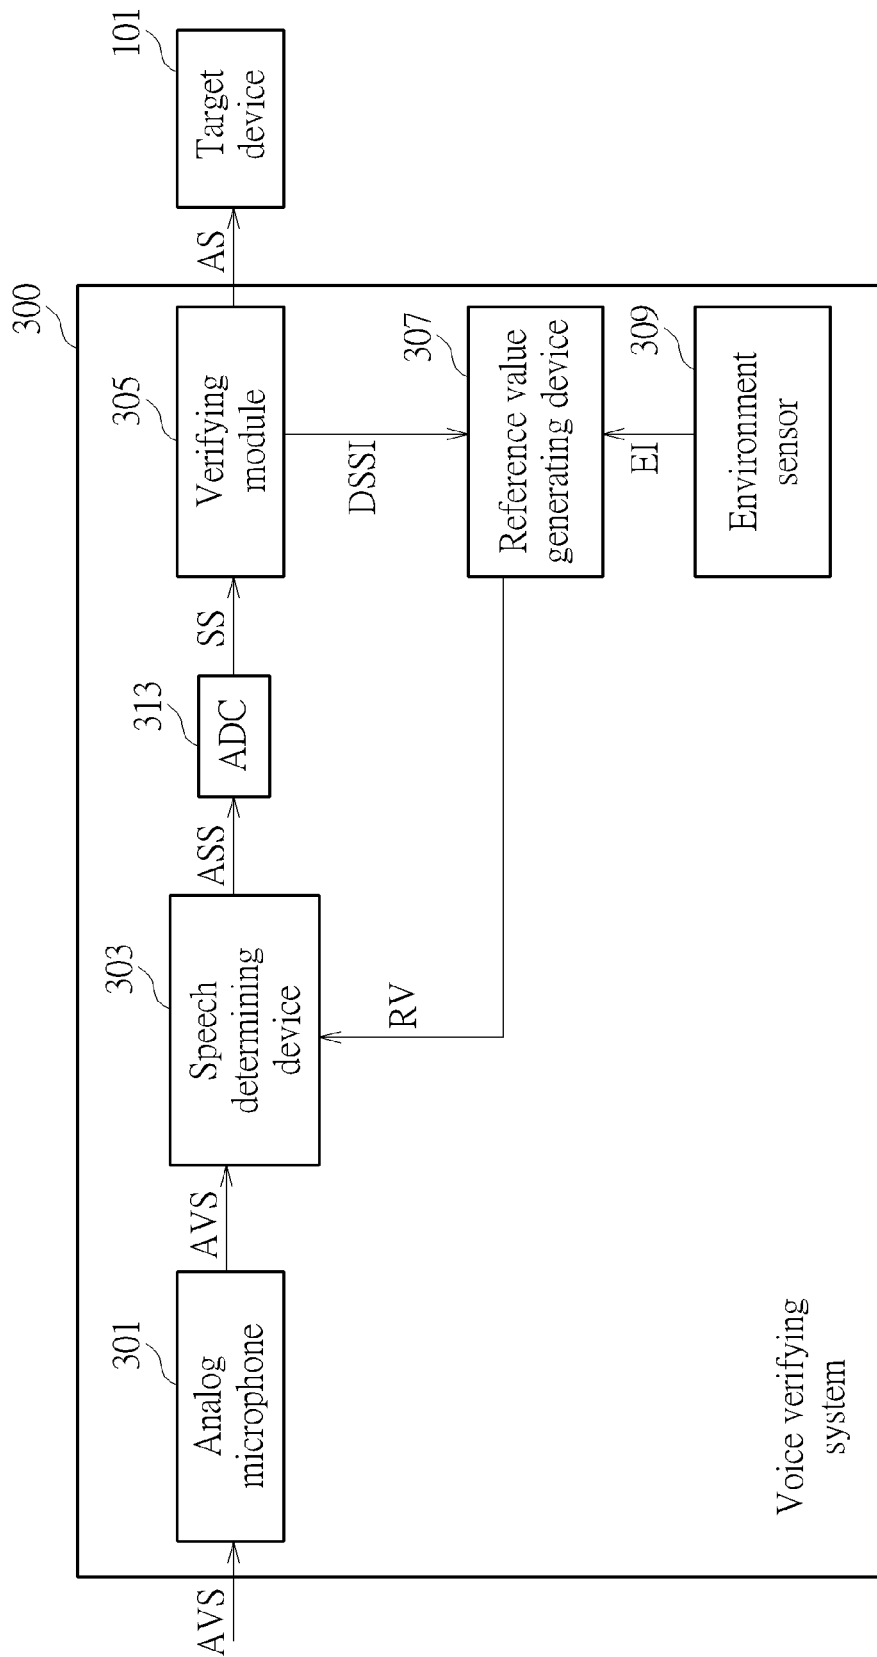 300
101
305
313
303
301
AVS
Analog
microphone
AVS
Speech
determining
device
ASS
ADC
SS
Verifying
module
AS
Target
device
DSSI
RV
307
Reference value
generating device
EI
309
Environment
sensor
Voice verifying
system